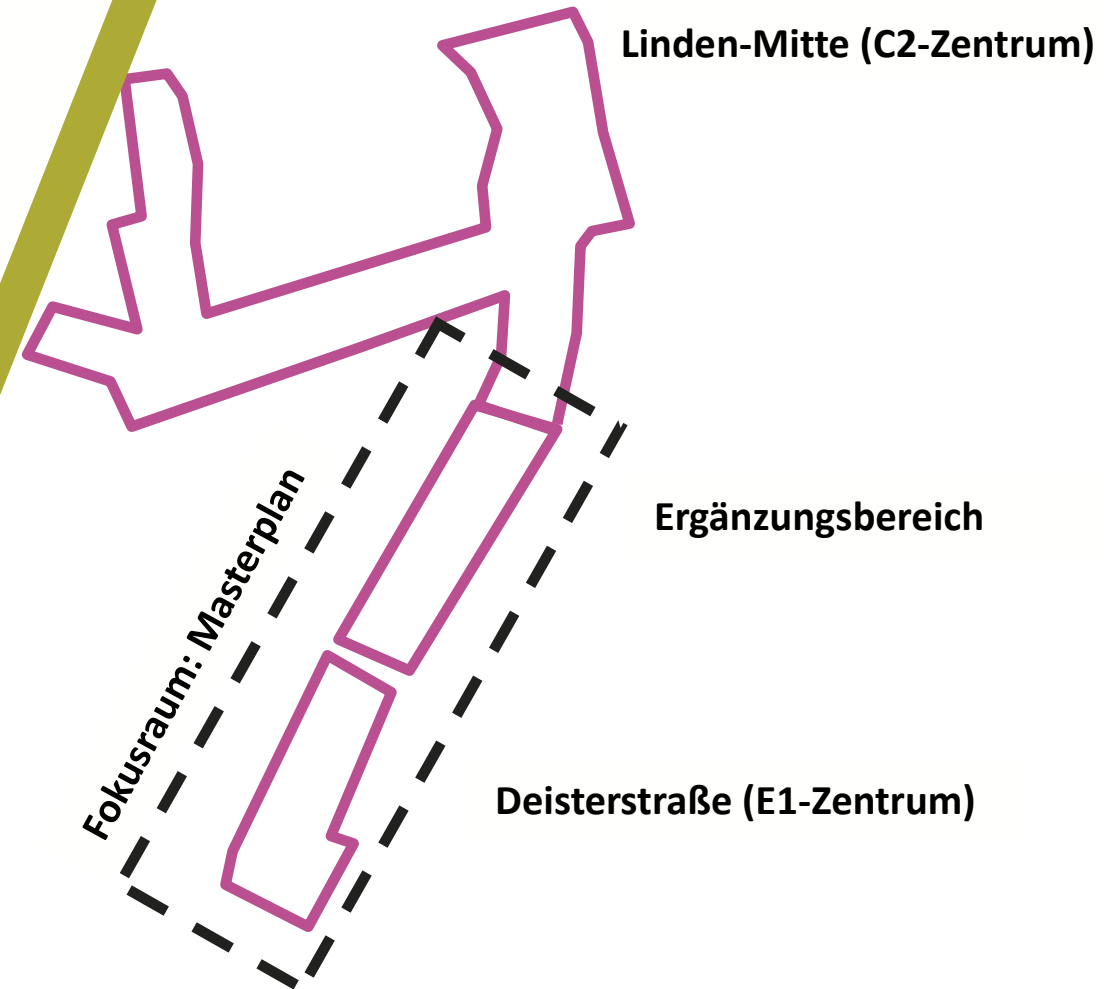 Linden-Mitte (C2-Zentrum)
Ergänzungsbereich
Fokusraum: Masterplan
Deisterstraße (E1-Zentrum)